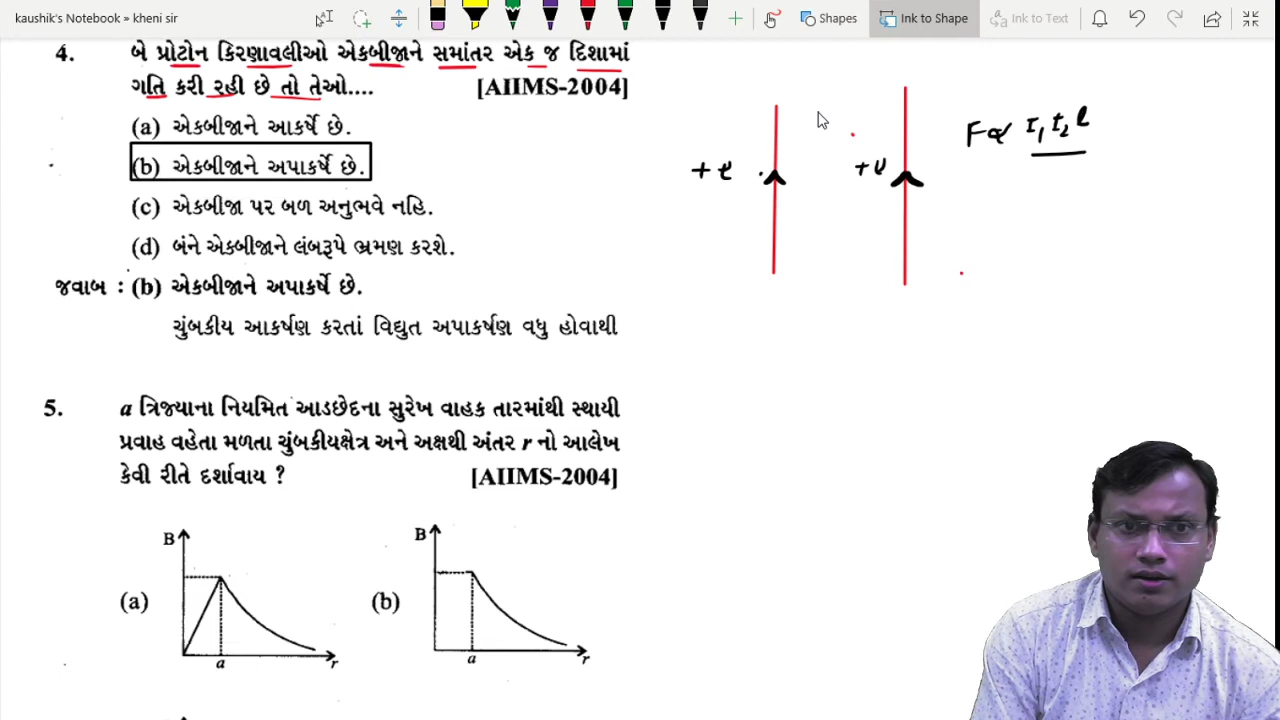 kaushik's Notebook » kheni sir
Shapes
Ink to Shape
Ink to Text
4. બે પ્રોટોન કિરણાવલીઓ એકબીજાને સમાંતર એક જ દિશામાં
ગતિ કરી રહી છે તો તેઓ.... [AIIMS-2004]
(a) એકબીજાને આકર્ષે છે.
(b) એકબીજાને અપાકર્ષે છે.
(c) એકબીજા પર બળ અનુભવે નહિ.
(d) બંને એકબીજાને લંબરૂપે ભ્રમણ કરશે.
જવાબ : (b) એકબીજાને અપાકર્ષે છે.
ચુંબકીય આકર્ષણ કરતાં વિદ્યુત અપાકર્ષણ વધુ હોવાથી
+e
+e
F∝ I₁ I₂ l
5. a ત્રિજ્યાના નિયમિત આડછેદના સુરેખ વાહક તારમાંથી સ્થાયી
પ્રવાહ વહેતા મળતા ચુંબકીયક્ષેત્ર અને અક્ષથી અંતર r નો આલેખ
કેવી રીતે દર્શાવાય ? [AIIMS-2004]
(a) B a r
(b) B a r